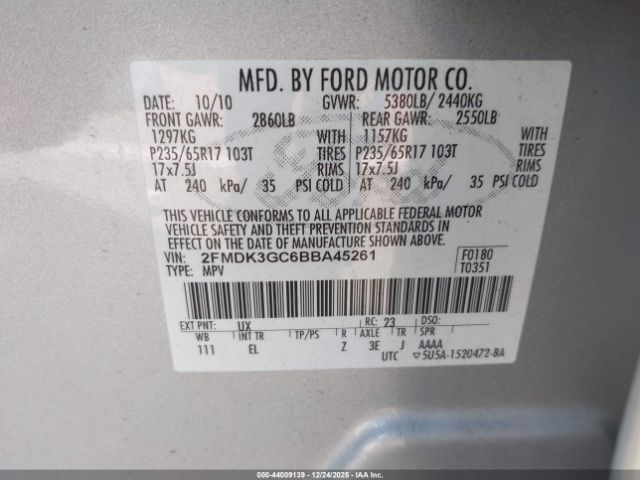 MFD. BY FORD MOTOR CO.
DATE: 10/10 GVWR: 5380LB/ 2440KG
FRONT GAWR: 2860LB REAR GAWR: 2550LB
1297KG WITH 1157KG WITH
P235/65R17 103T TIRES P235/65R17 103T TIRES
17x7.5J RIMS 17x7.5J RIMS
AT 240 kPa/ 35 PSI COLD AT 240 kPa/ 35 PSI COLD
THIS VEHICLE CONFORMS TO ALL APPLICABLE FEDERAL MOTOR
VEHICLE SAFETY AND THEFT PREVENTION STANDARDS IN
EFFECT ON THE DATE OF MANUFACTURE SHOWN ABOVE.
VIN: 2FMDK3GC6BBA45261 F0180
TYPE: MPV T0351
EXT PNT: UX RC: 23 DSO:
WB INT TR TP/PS R AXLE TR SPR
111 EL Z 3E J AAAA
UTC ▽5U5A-1520472-BA
000-44009139 - 12/24/2025 - IAA Inc.